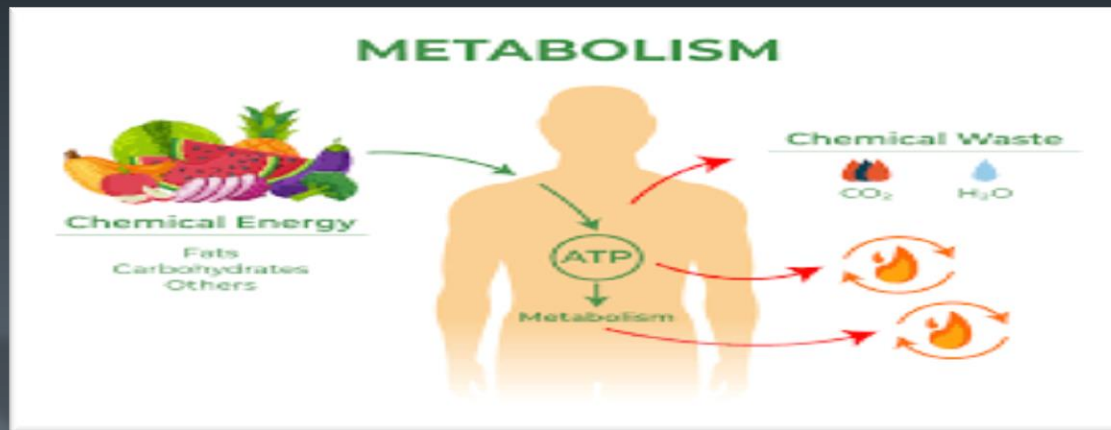 METABOLISM
Chemical Energy
Fats
Carbohydrates
Others
ATP
Metabolism
Chemical Waste
CO₂ H₂O